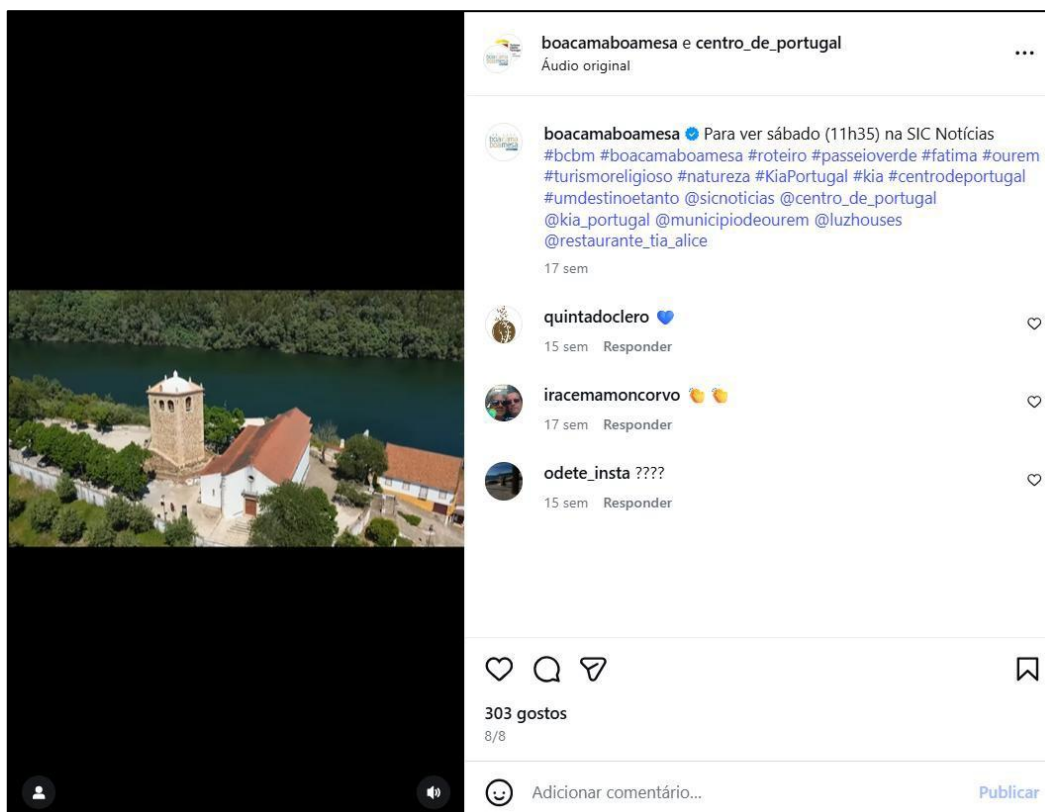 boacamaboamesa e centro_de_portugal
Áudio original
boacamaboamesa Para ver sábado (11h35) na SIC Notícias
#bcbm #boacamaboamesa #roteiro #passeioverde #fatima #ourem
#turismoreligioso #natureza #KiaPortugal #kia #centrodeportugal
#umdestinoetanto @sicnoticias @centro_de_portugal
@kia_portugal @municipiodeourem @luzhouses
@restaurante_tia_alice
17 sem
quintadoclero 💙
15 sem Responder
iracemamoncorvo 👏 👏
17 sem Responder
odete_insta ????
15 sem Responder
303 gostos
8/8
Adicionar comentário... Publicar